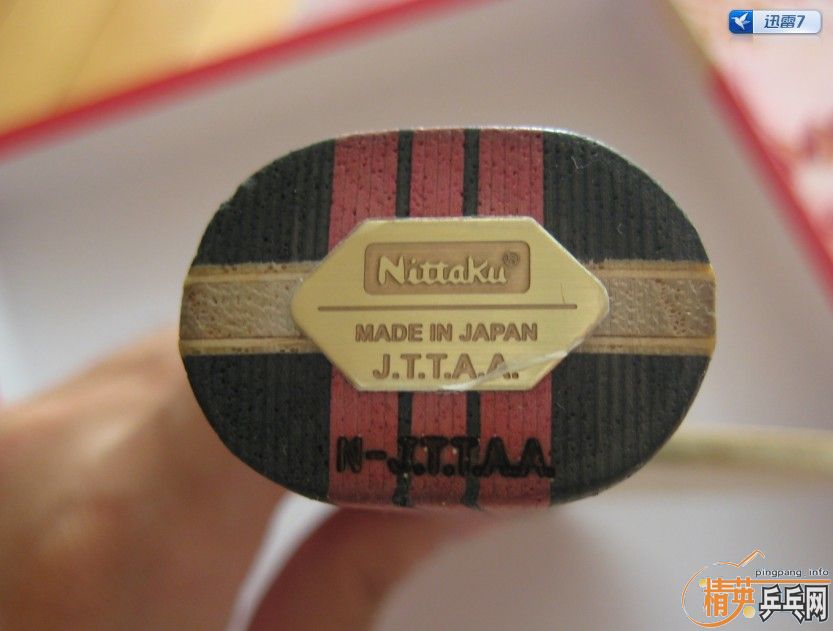 迅雷7
Nittaku®
MADE IN JAPAN
J.T.T.A.A.
N-J.T.T.A.A.
pingpang.info
精英乒乓网